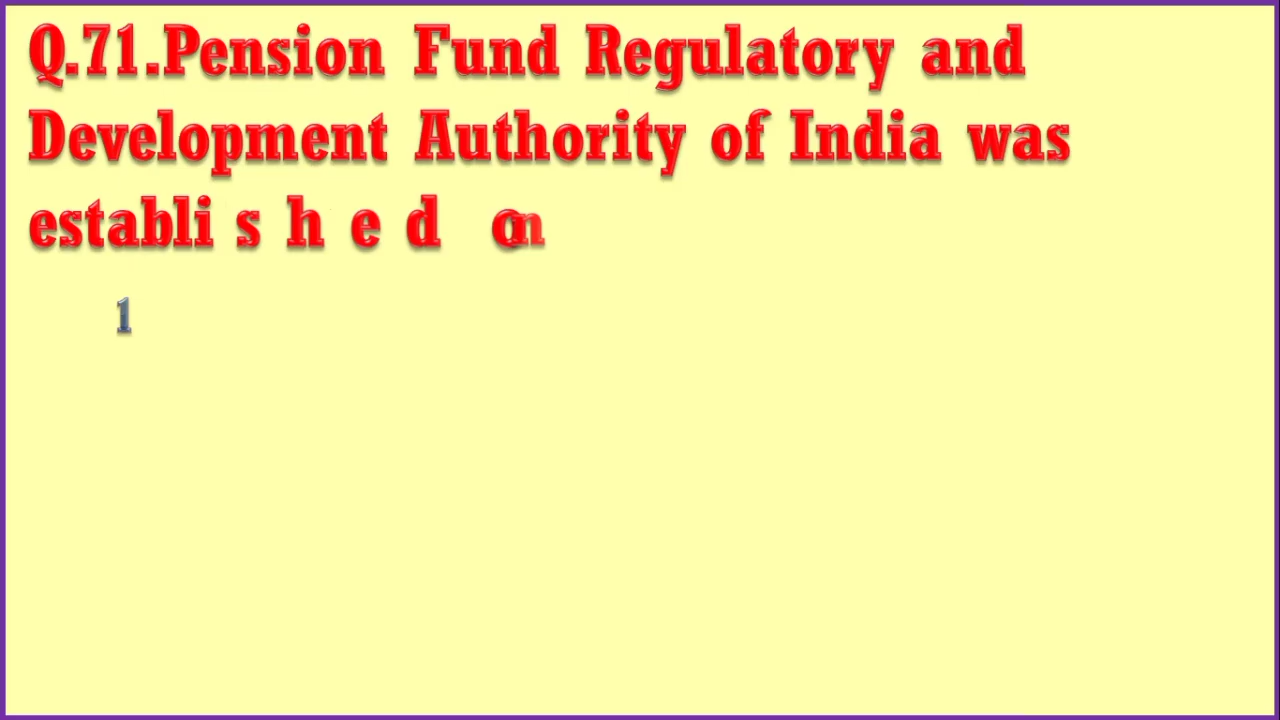 Q.71.Pension Fund Regulatory and
Development Authority of India was
established on
1